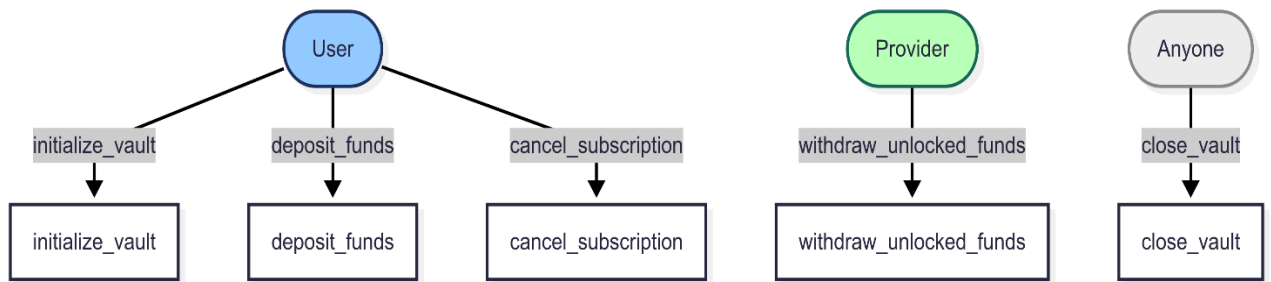 User
Provider
Anyone
initialize_vault
deposit_funds
cancel_subscription
withdraw_unlocked_funds
close_vault
initialize_vault
deposit_funds
cancel_subscription
withdraw_unlocked_funds
close_vault